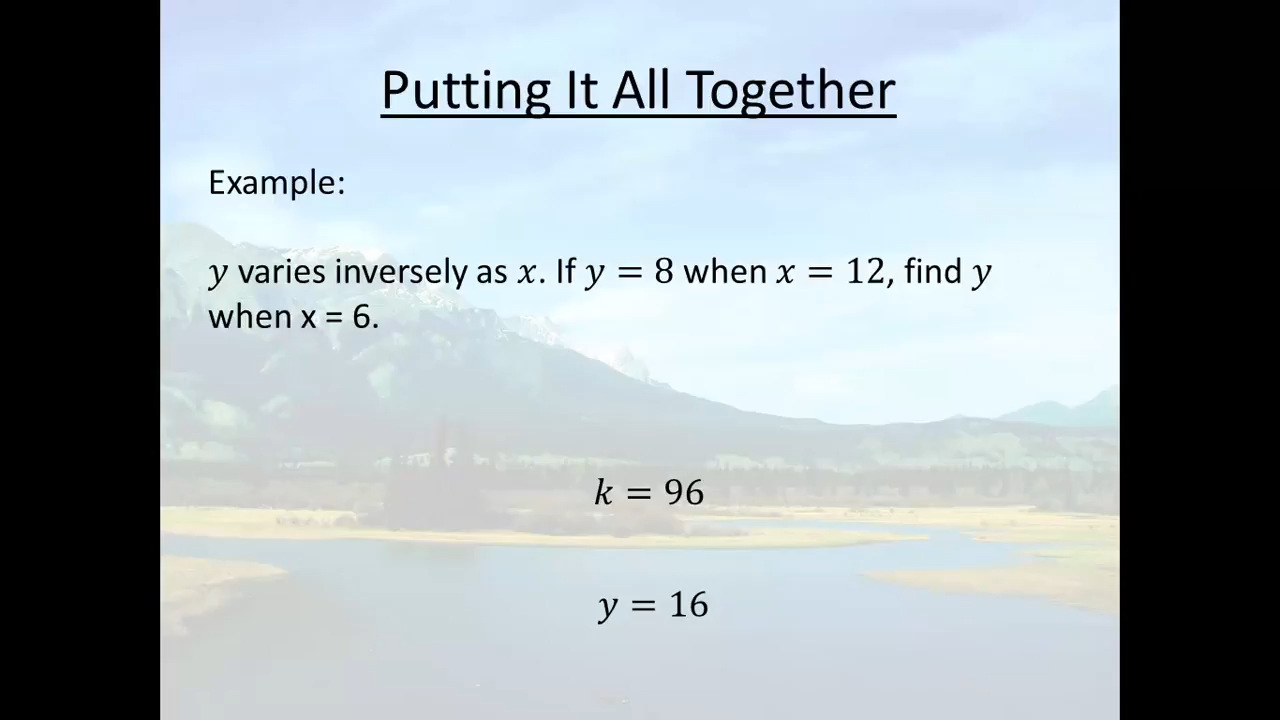 Putting It All Together
Example:
𝑦 varies inversely as 𝑥. If 𝑦 = 8 when 𝑥 = 12, find 𝑦
when x = 6.
𝑘 = 96
𝑦 = 16